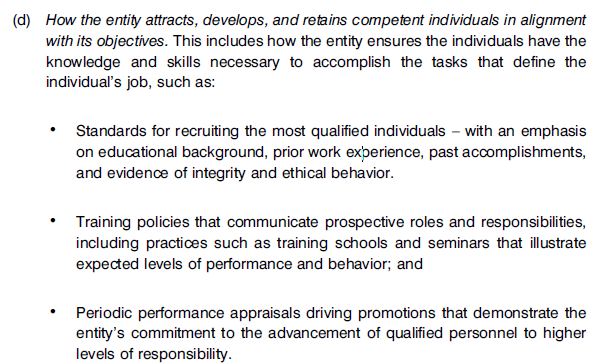 (d) How the entity attracts, develops, and retains competent individuals in alignment
with its objectives. This includes how the entity ensures the individuals have the
knowledge and skills necessary to accomplish the tasks that define the
individual's job, such as:
• Standards for recruiting the most qualified individuals – with an emphasis
on educational background, prior work experience, past accomplishments,
and evidence of integrity and ethical behavior.
• Training policies that communicate prospective roles and responsibilities,
including practices such as training schools and seminars that illustrate
expected levels of performance and behavior; and
• Periodic performance appraisals driving promotions that demonstrate the
entity's commitment to the advancement of qualified personnel to higher
levels of responsibility.